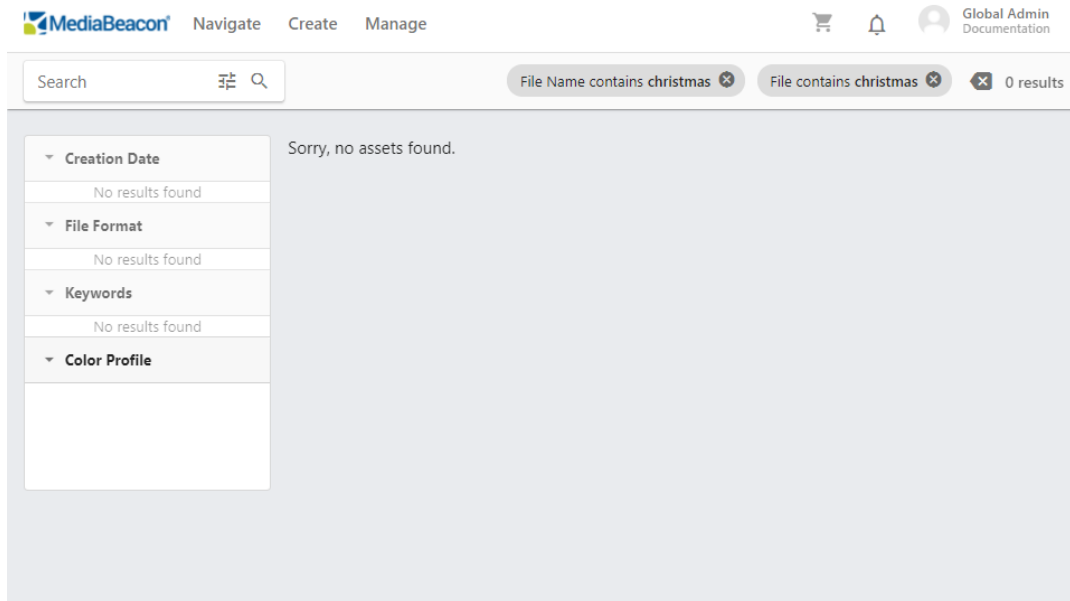 MediaBeacon® Navigate Create Manage Global Admin
Documentation
Search File Name contains christmas File contains christmas 0 results
Sorry, no assets found.
Creation Date
No results found
File Format
No results found
Keywords
No results found
Color Profile